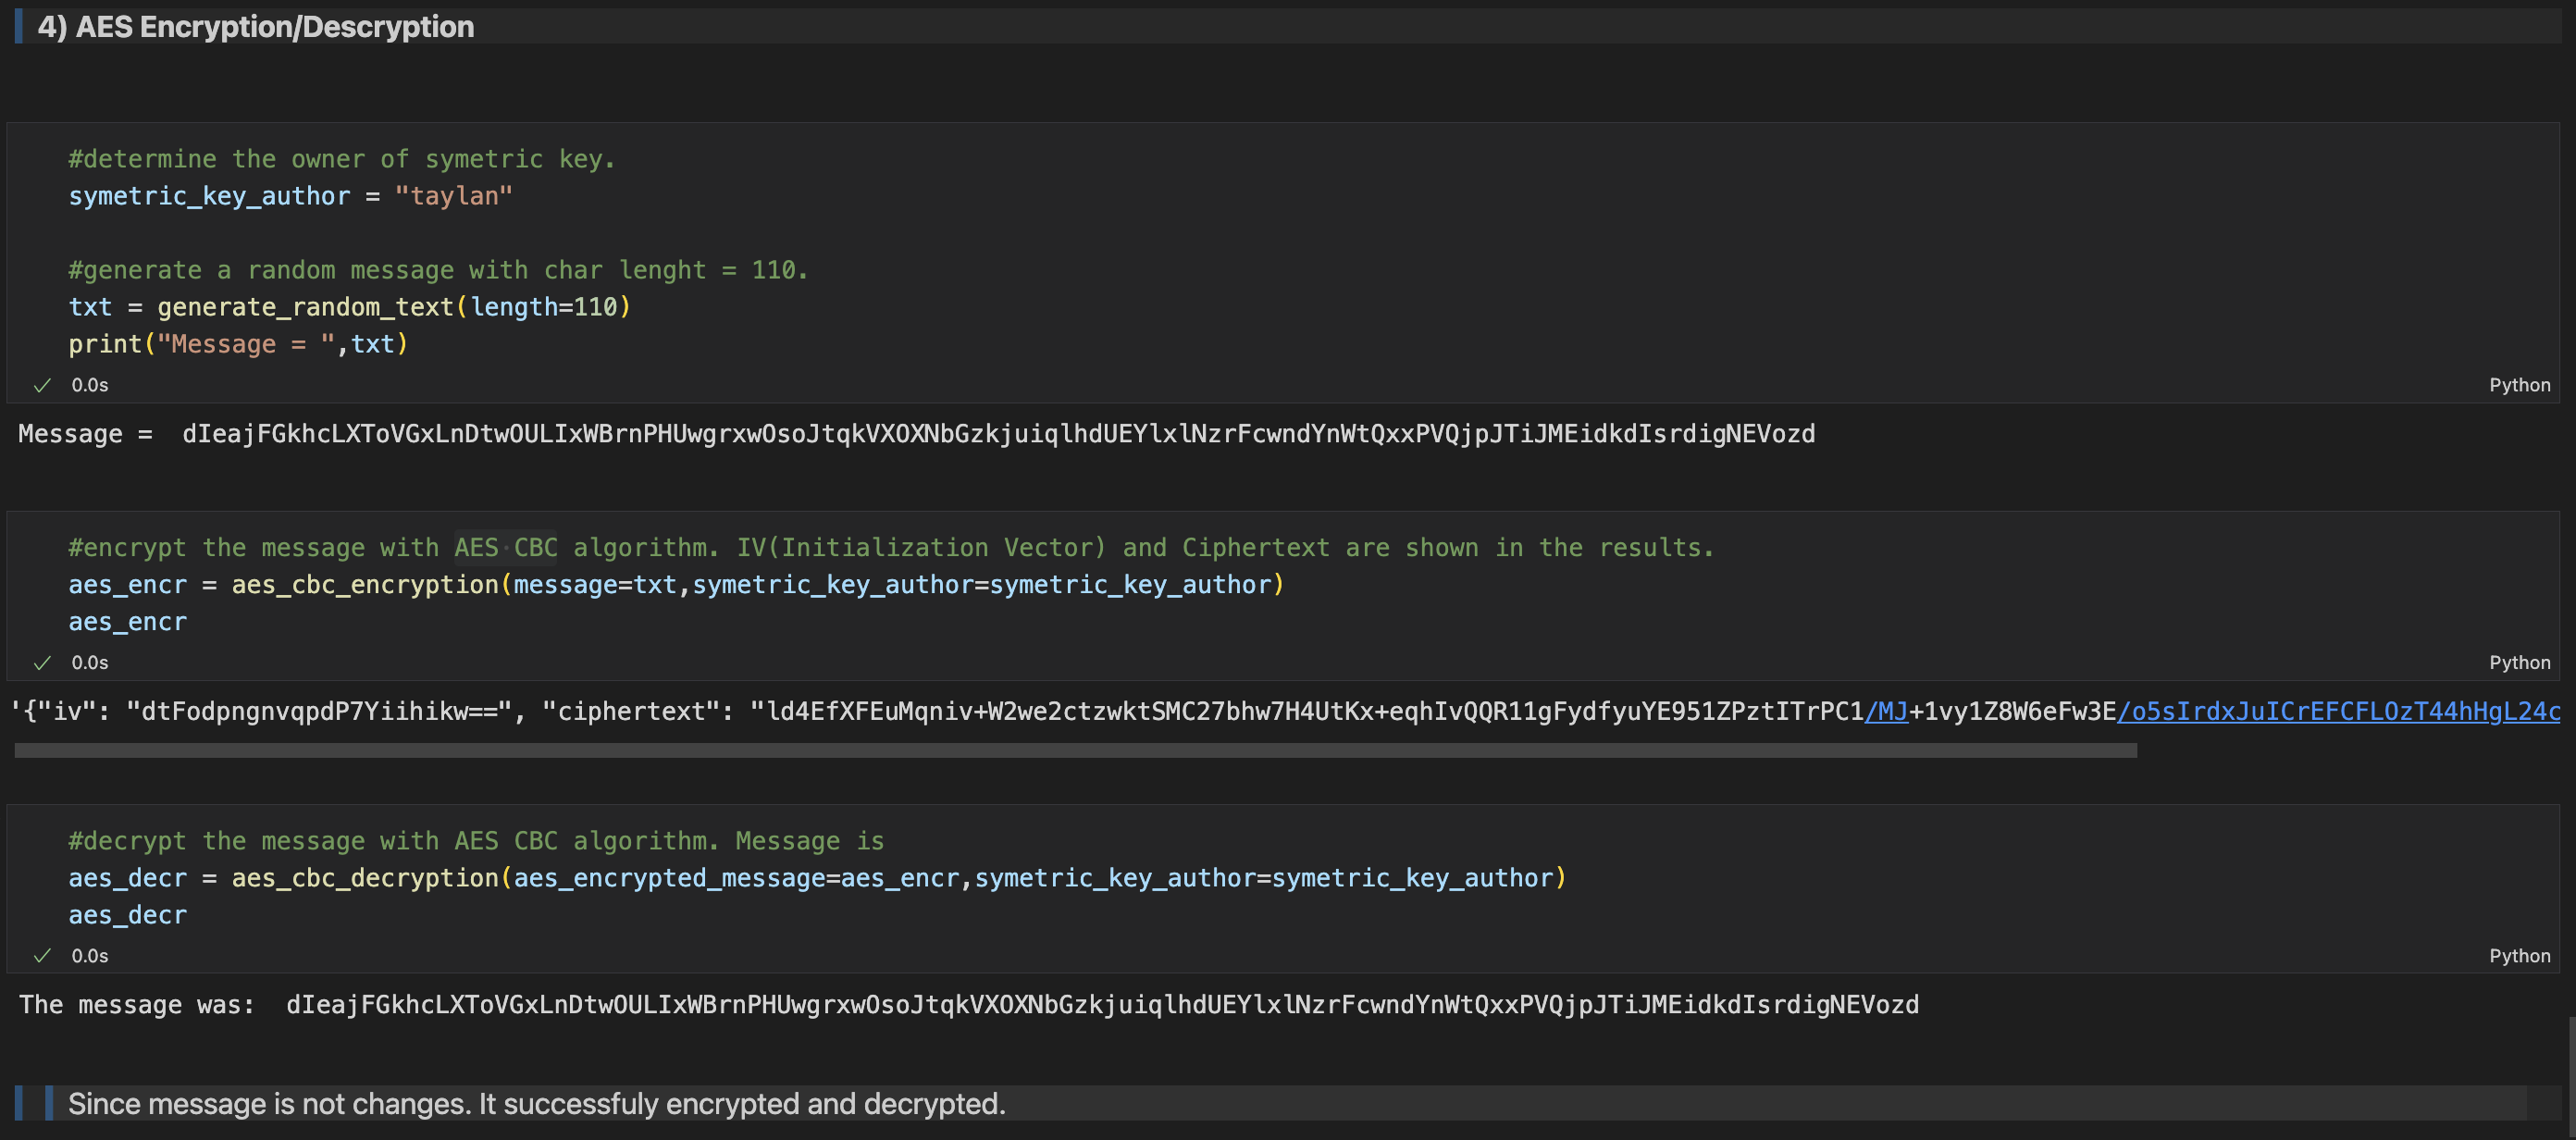 4) AES Encryption/Descryption
#determine the owner of symetric key.
symetric_key_author = "taylan"
#generate a random message with char lenght = 110.
txt = generate_random_text(length=110)
print("Message = ",txt)
0.0s
Python
Message =  dIeajFGkhcLXToVGxLnDtwOULIxWBrnPHUwgrxwOsoJtqkVXOXNbGzkjuiqlhdUEYlxlNzrFcwndYnWtQxxPVQjpJTiJMEidkdIsrdigNEVozd
#encrypt the message with AES CBC algorithm. IV(Initialization Vector) and Ciphertext are shown in the results.
aes_encr = aes_cbc_encryption(message=txt,symetric_key_author=symetric_key_author)
aes_encr
0.0s
Python
'{"iv": "dtFodpngnvqpdP7Yiihikw==", "ciphertext": "ld4EfXFEuMqniv+W2we2ctzwktSMC27bhw7H4UtKx+eqhIvQQR11gFydfyuYE951ZPztITrPC1/MJ+1vy1Z8W6eFw3E/o5sIrdxJuICrEFCFLOzT44hHgL24c
#decrypt the message with AES CBC algorithm. Message is
aes_decr = aes_cbc_decryption(aes_encrypted_message=aes_encr,symetric_key_author=symetric_key_author)
aes_decr
0.0s
Python
The message was:  dIeajFGkhcLXToVGxLnDtwOULIxWBrnPHUwgrxwOsoJtqkVXOXNbGzkjuiqlhdUEYlxlNzrFcwndYnWtQxxPVQjpJTiJMEidkdIsrdigNEVozd
Since message is not changes. It successfuly encrypted and decrypted.